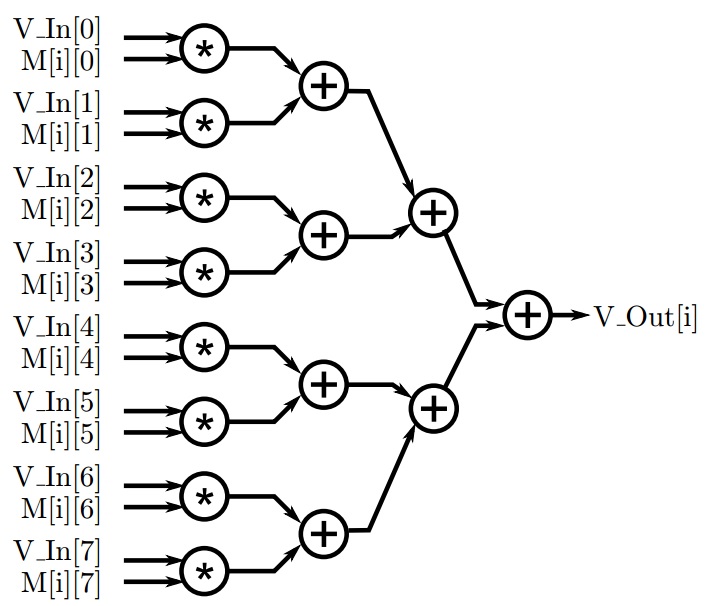 V_In[0]
M[i][0]
*
V_In[1]
M[i][1]
*
+
V_In[2]
M[i][2]
*
V_In[3]
M[i][3]
*
+
+
V_In[4]
M[i][4]
*
V_In[5]
M[i][5]
*
+
V_In[6]
M[i][6]
*
V_In[7]
M[i][7]
*
+
+
+
V_Out[i]